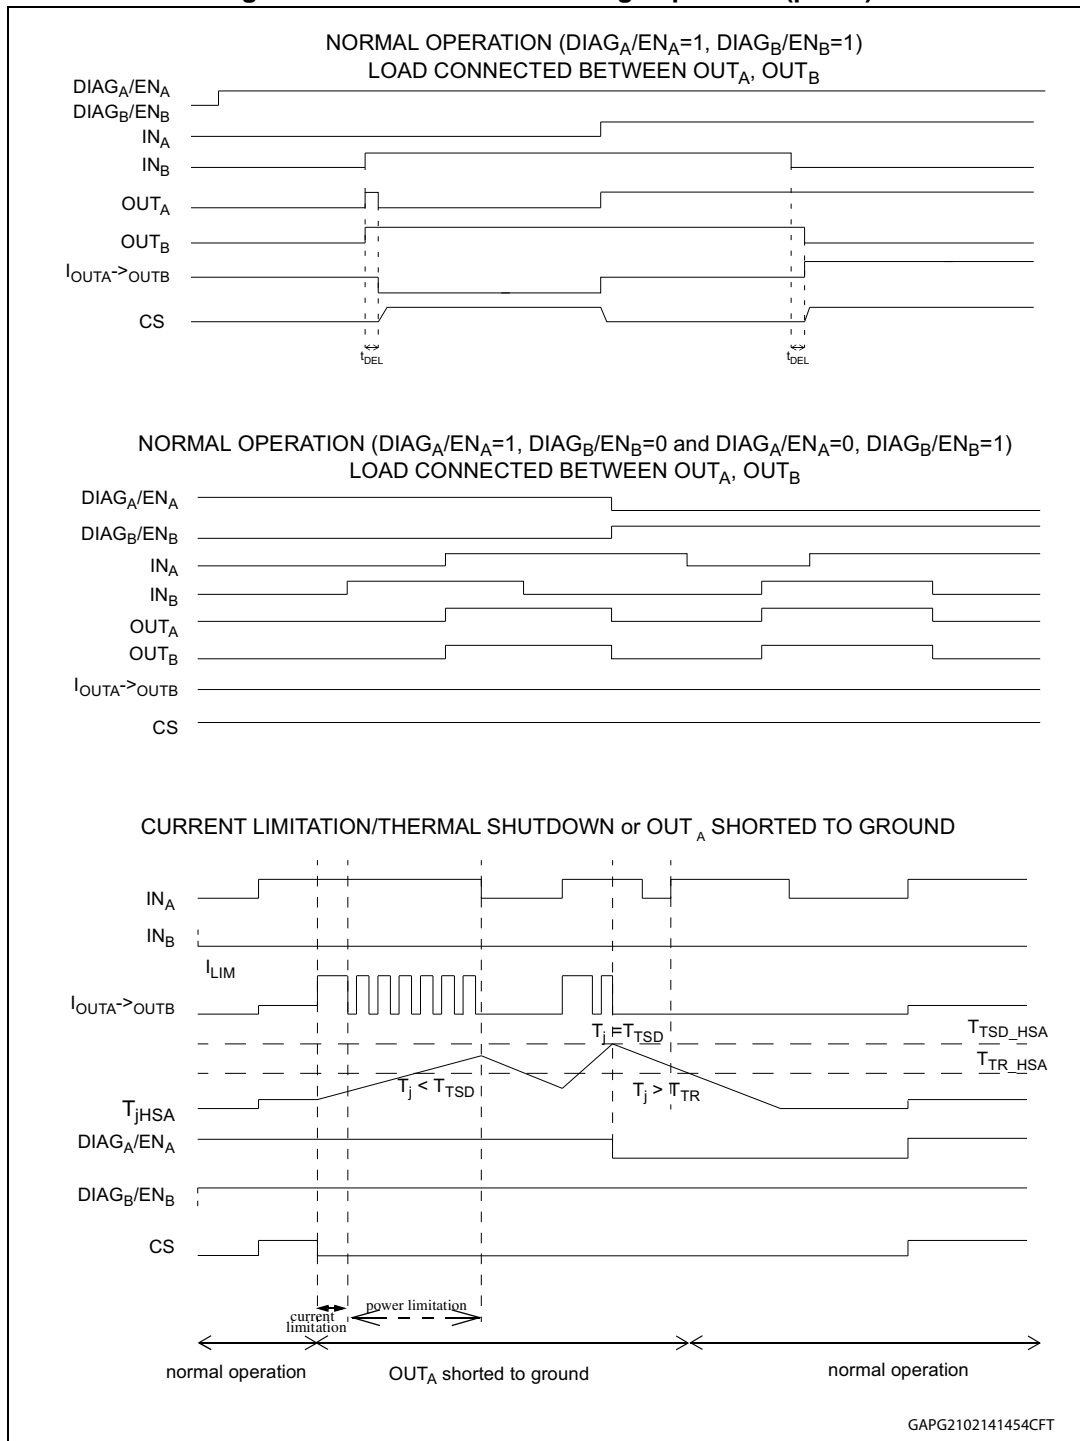 NORMAL OPERATION (DIAGA/ENA=1, DIAGB/ENB=1)
LOAD CONNECTED BETWEEN OUTA, OUTB
DIAGA/ENA
DIAGB/ENB
INA
INB
OUTA
OUTB
IOUTA->OUTB
CS
tDEL
tDEL
NORMAL OPERATION (DIAGA/ENA=1, DIAGB/ENB=0 and DIAGA/ENA=0, DIAGB/ENB=1)
LOAD CONNECTED BETWEEN OUTA, OUTB
DIAGA/ENA
DIAGB/ENB
INA
INB
OUTA
OUTB
IOUTA->OUTB
CS
CURRENT LIMITATION/THERMAL SHUTDOWN or OUT A SHORTED TO GROUND
INA
INB
ILIM
IOUTA->OUTB
Tj =TTSD
TTSD_HSA
TTR_HSA
Tj < TTSD
Tj > TTR
TjHSA
DIAGA/ENA
DIAGB/ENB
CS
current
limitation
power limitation
normal operation
OUTA shorted to ground
normal operation
GAPG2102141454CFT